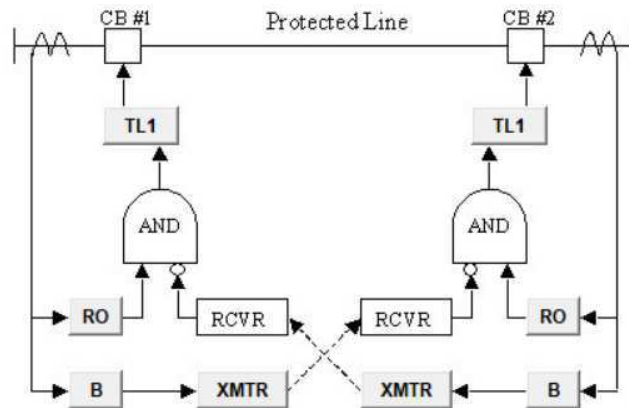 CB #1 Protected Line CB #2
TL1 TL1
AND AND
RO RCVR RCVR RO
B XMTR XMTR B